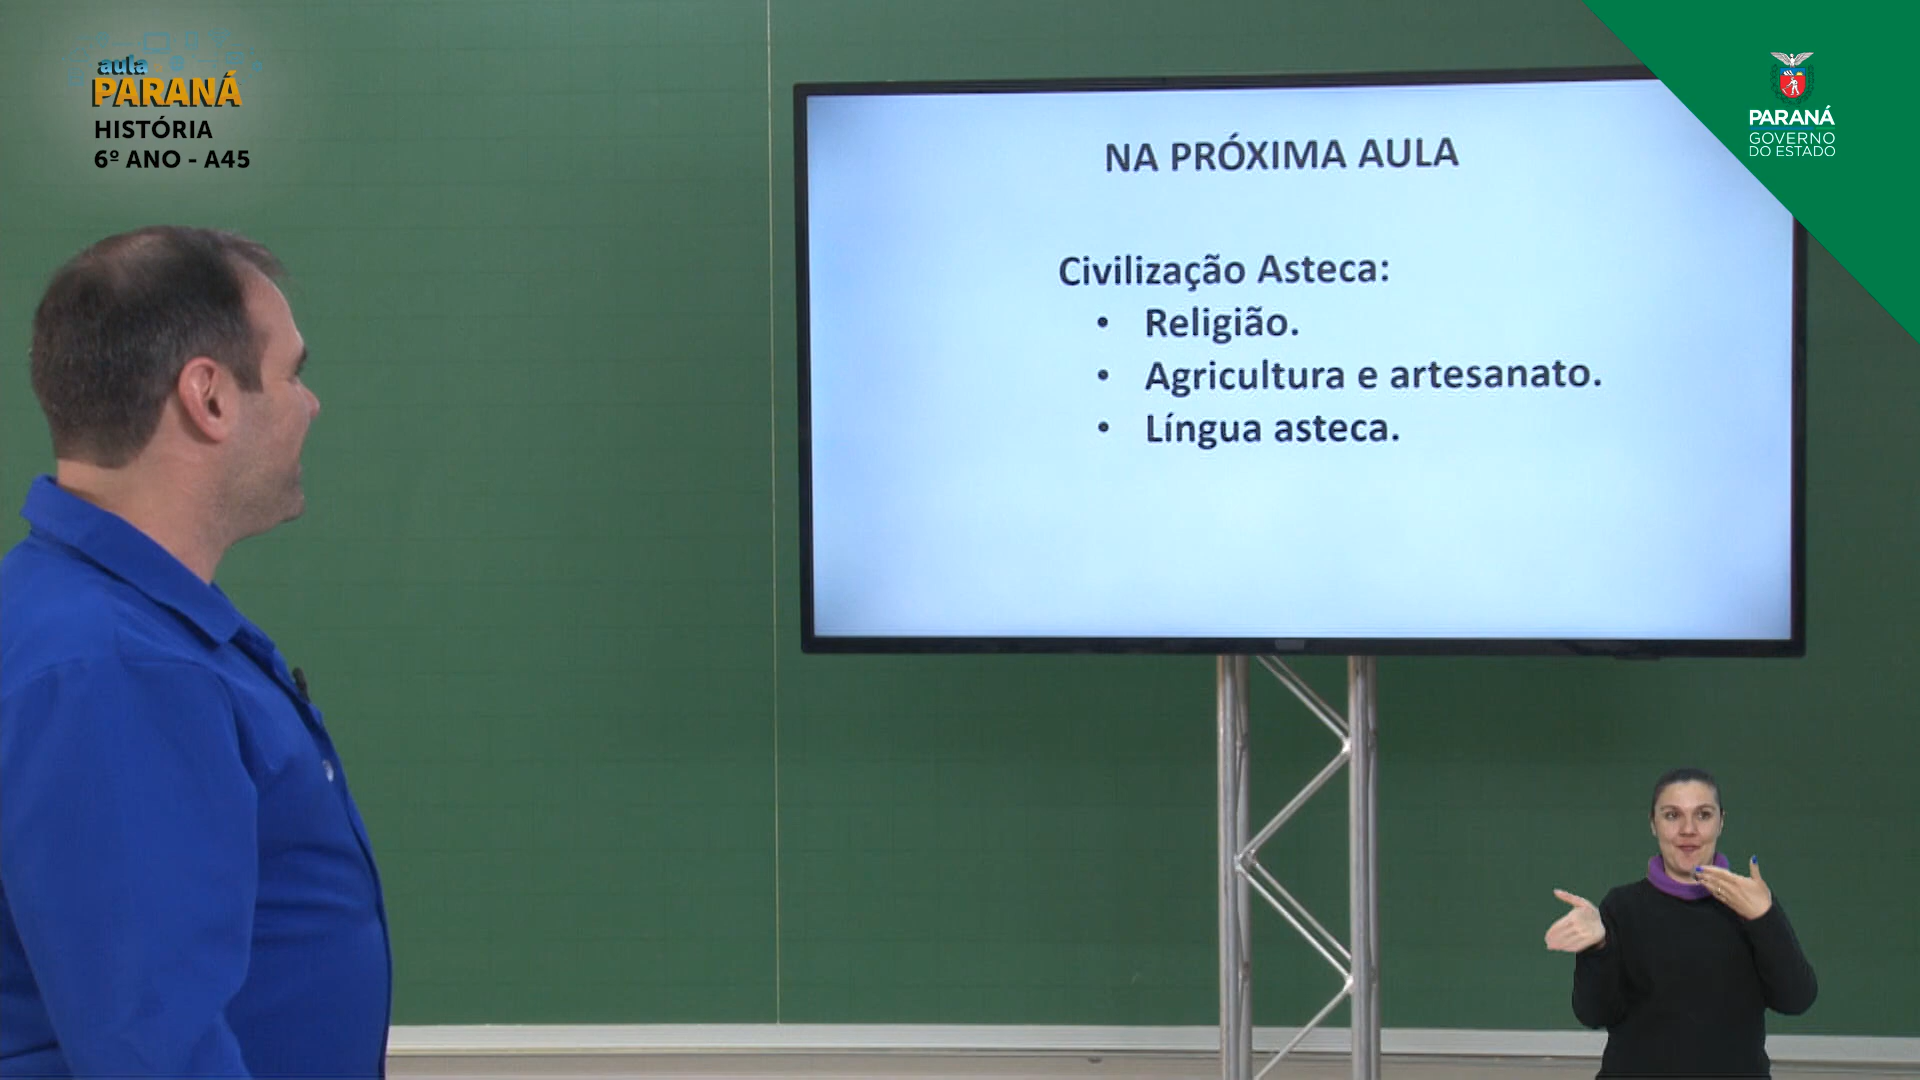 aula
PARANÁ
HISTÓRIA
6º ANO - A45
NA PRÓXIMA AULA
Civilização Asteca:
• Religião.
• Agricultura e artesanato.
• Língua asteca.
PARANÁ
GOVERNO
DO ESTADO